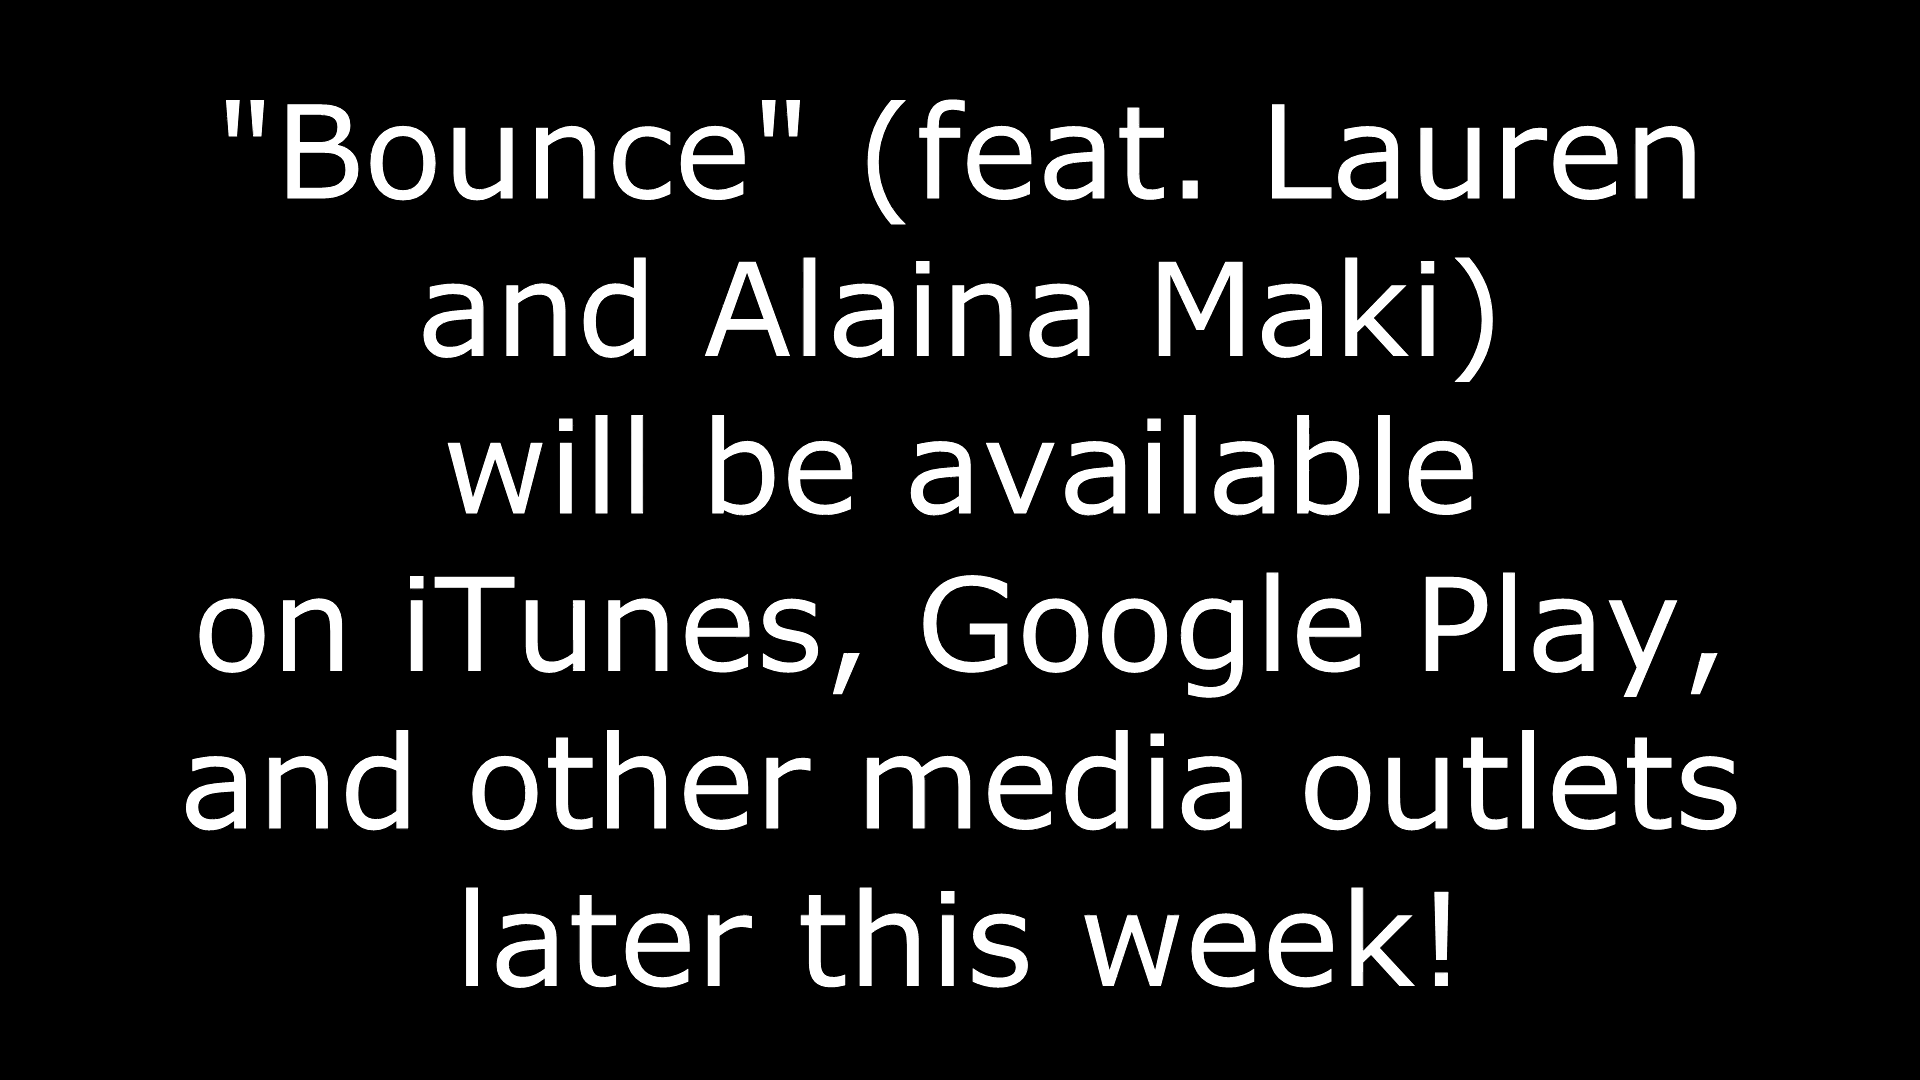 "Bounce" (feat. Lauren
and Alaina Maki)
will be available
on iTunes, Google Play,
and other media outlets
later this week!